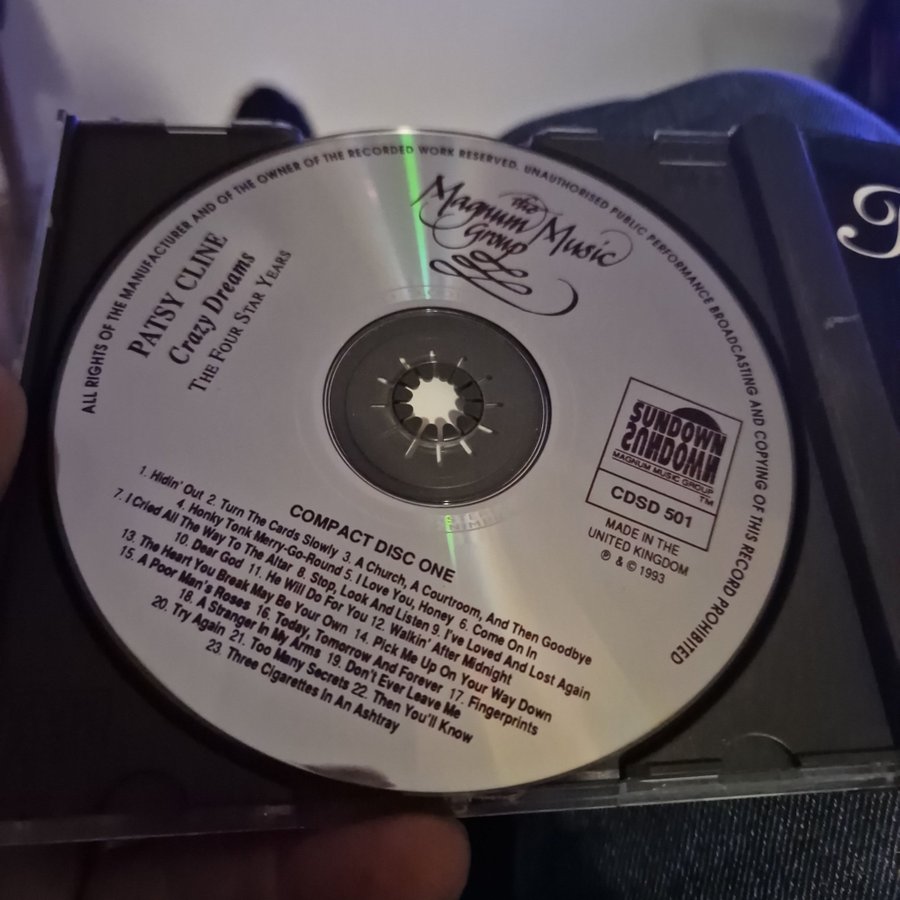 ALL RIGHTS OF THE MANUFACTURER AND OF THE OWNER OF THE RECORDED WORK RESERVED. UNAUTHORISED PUBLIC PERFORMANCE BROADCASTING AND COPYING OF THIS RECORD PROHIBITED
the
Magnum Music
Group
PATSY CLINE
Crazy Dreams
THE FOUR STAR YEARS
SUNDOWN
SUNDOWN
MAGNUM MUSIC GROUP
TM
CDSD 501
MADE IN THE
UNITED KINGDOM
℗ & © 1993
COMPACT DISC ONE
1. Hidin' Out 2. Turn The Cards Slowly 3. A Church, A Courtroom, And Then Goodbye
4. Honky Tonk Merry-Go-Round 5. I Love You, Honey 6. Come On In
7. I Cried All The Way To The Altar 8. Stop, Look And Listen 9. I've Loved And Lost Again
10. Dear God 11. He Will Do For You 12. Walkin' After Midnight
13. The Heart You Break May Be Your Own 14. Pick Me Up On Your Way Down
15. A Poor Man's Roses 16. Today, Tomorrow And Forever 17. Fingerprints
18. A Stranger In My Arms 19. Don't Ever Leave Me
20. Try Again 21. Too Many Secrets 22. Then You'll Know
23. Three Cigarettes In An Ashtray